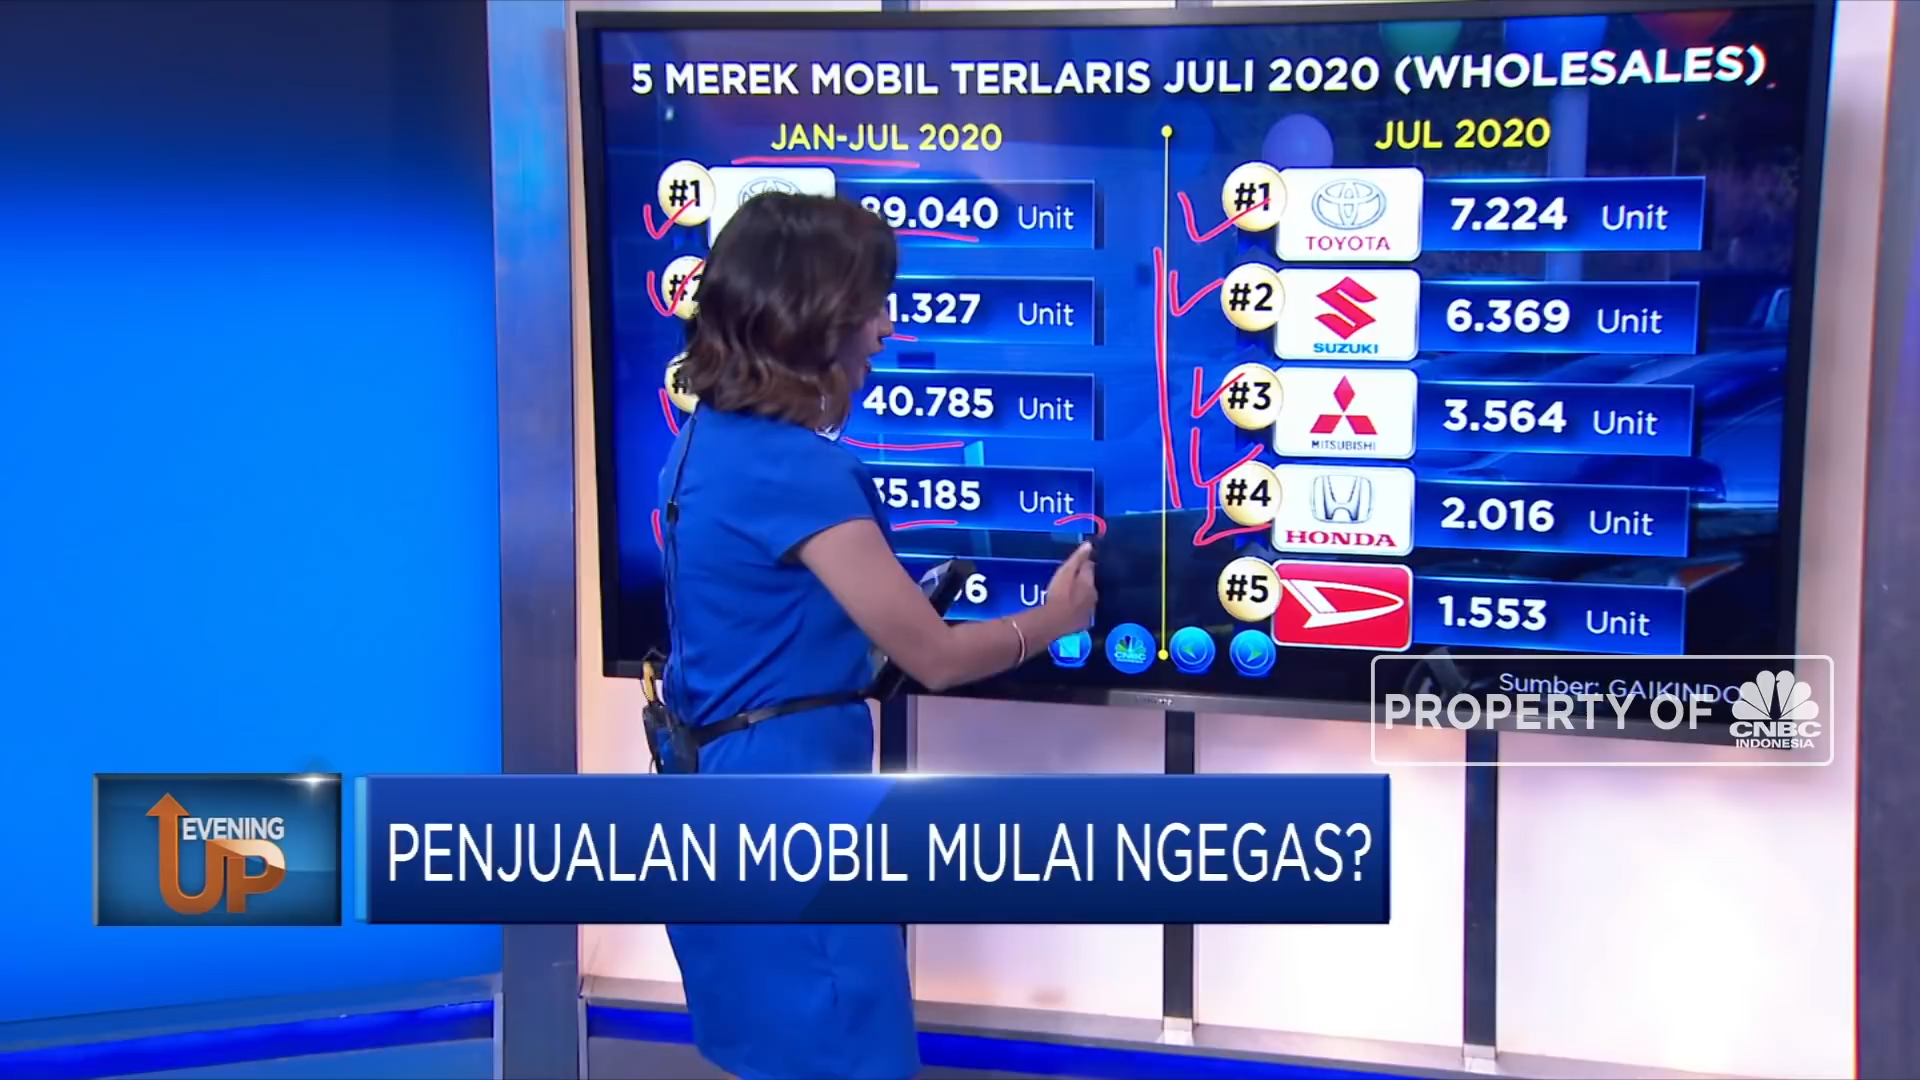 5 MEREK MOBIL TERLARIS JULI 2020 (WHOLESALES)
JAN-JUL 2020
#1
89.040 Unit
1.327 Unit
40.785 Unit
35.185 Unit
6
JUL 2020
#1 TOYOTA 7.224 Unit
#2 SUZUKI 6.369 Unit
#3 MITSUBISHI 3.564 Unit
#4 HONDA 2.016 Unit
#5 1.553 Unit
Sumber: GAIKINDO
PROPERTY OF CNBC INDONESIA
EVENING UP
PENJUALAN MOBIL MULAI NGEGAS?